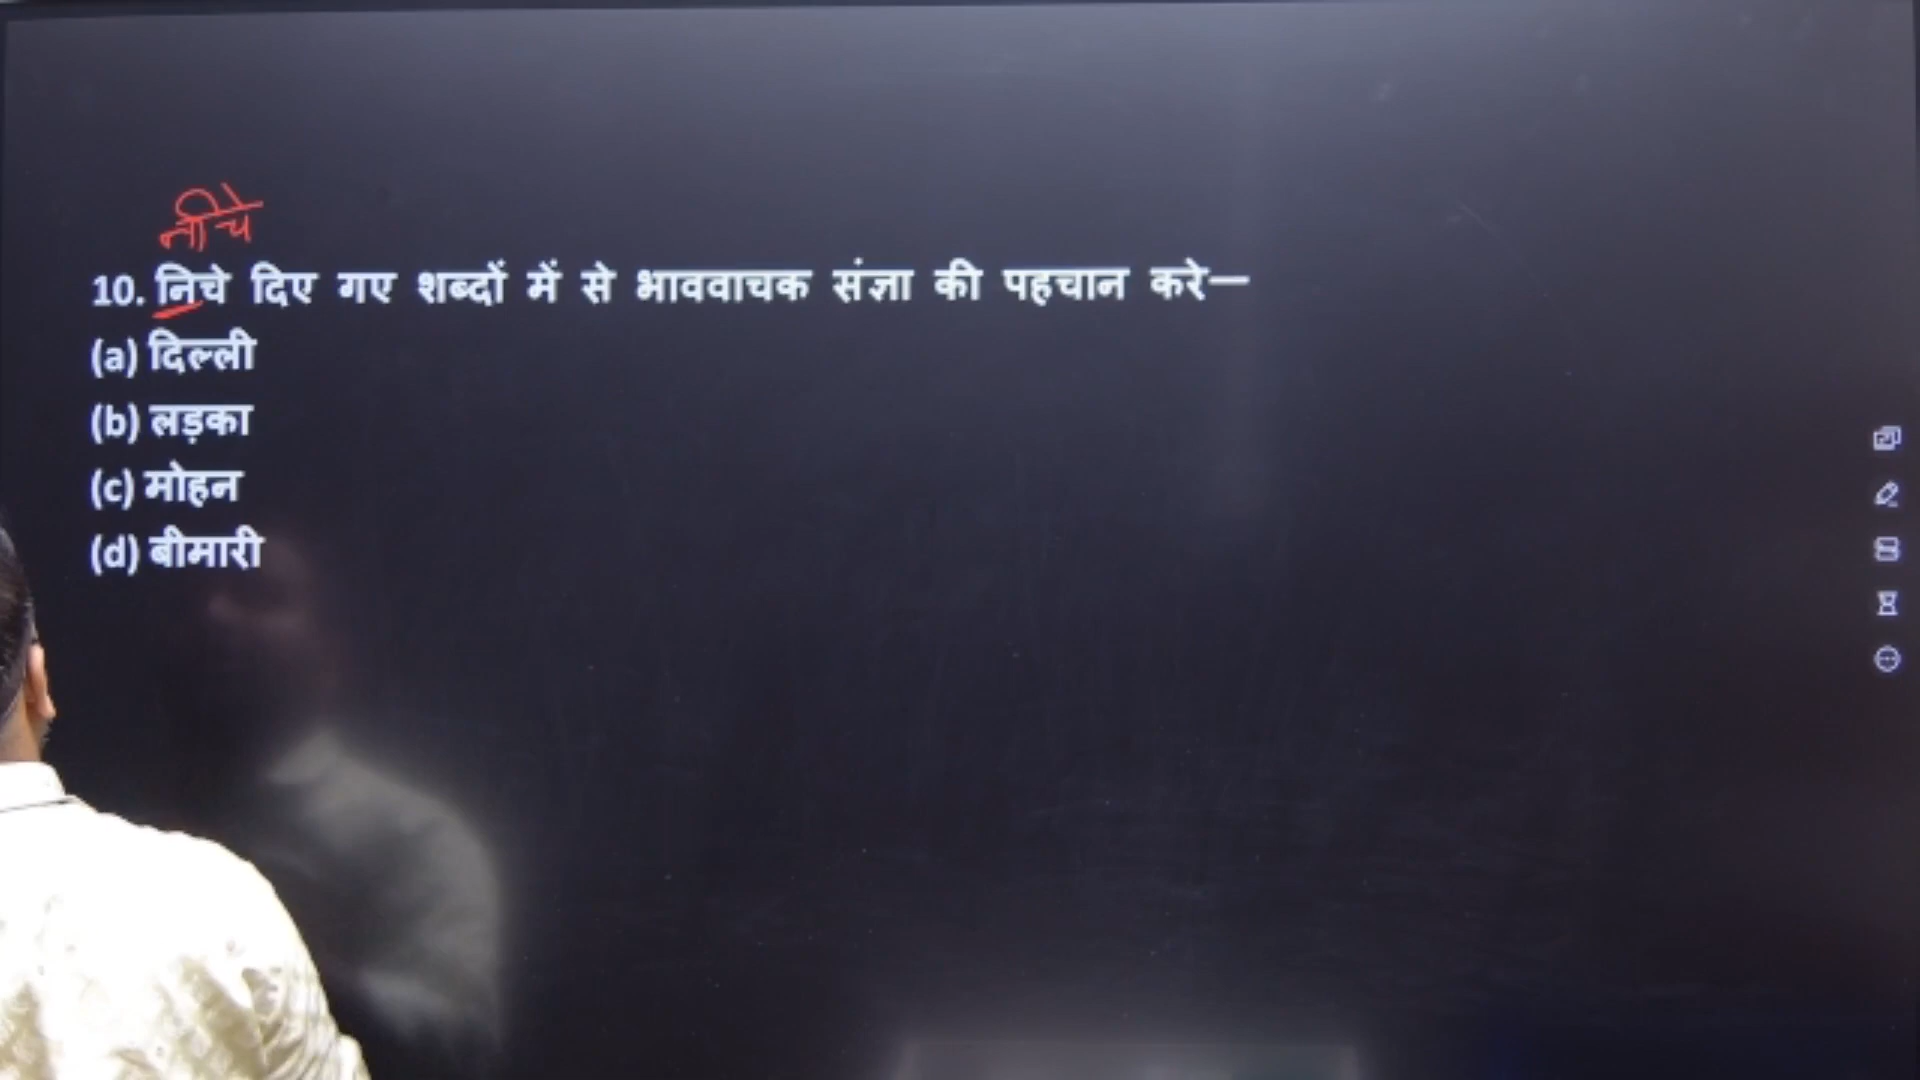 नीचे
10. निचे दिए गए शब्दों में से भाववाचक संज्ञा की पहचान करे—
(a) दिल्ली
(b) लड़का
(c) मोहन
(d) बीमारी